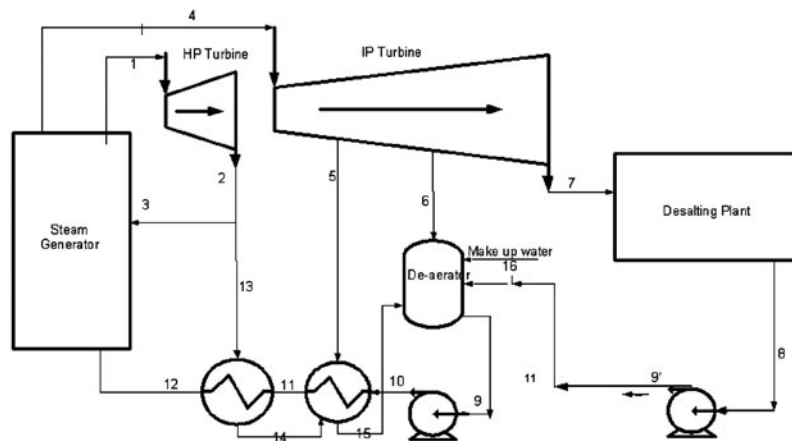 4
HP Turbine
IP Turbine
1
2
5
6
7
3
Steam
Generator
Desalting Plant
Make up water
16
De-aerator
13
8
12
11
10
9
11
9'
14
15